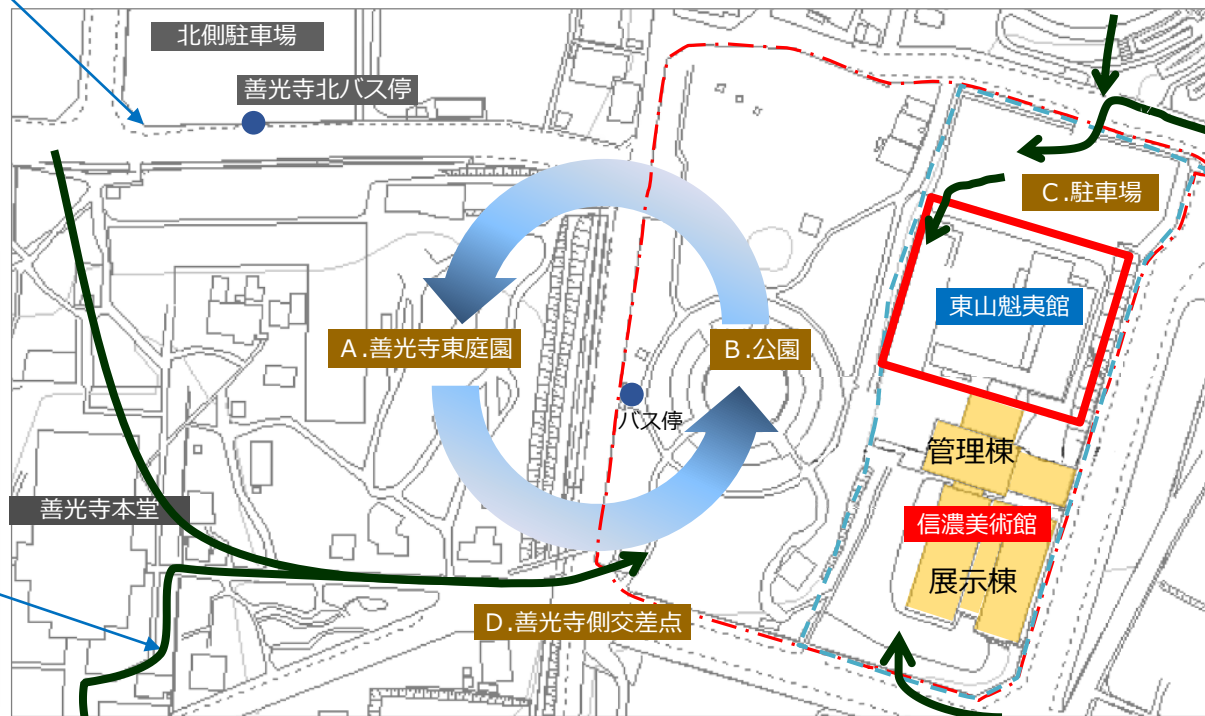 北側駐車場
善光寺北バス停
C.駐車場
東山魁夷館
A.善光寺東庭園
B.公園
バス停
管理棟
善光寺本堂
信濃美術館
展示棟
D.善光寺側交差点